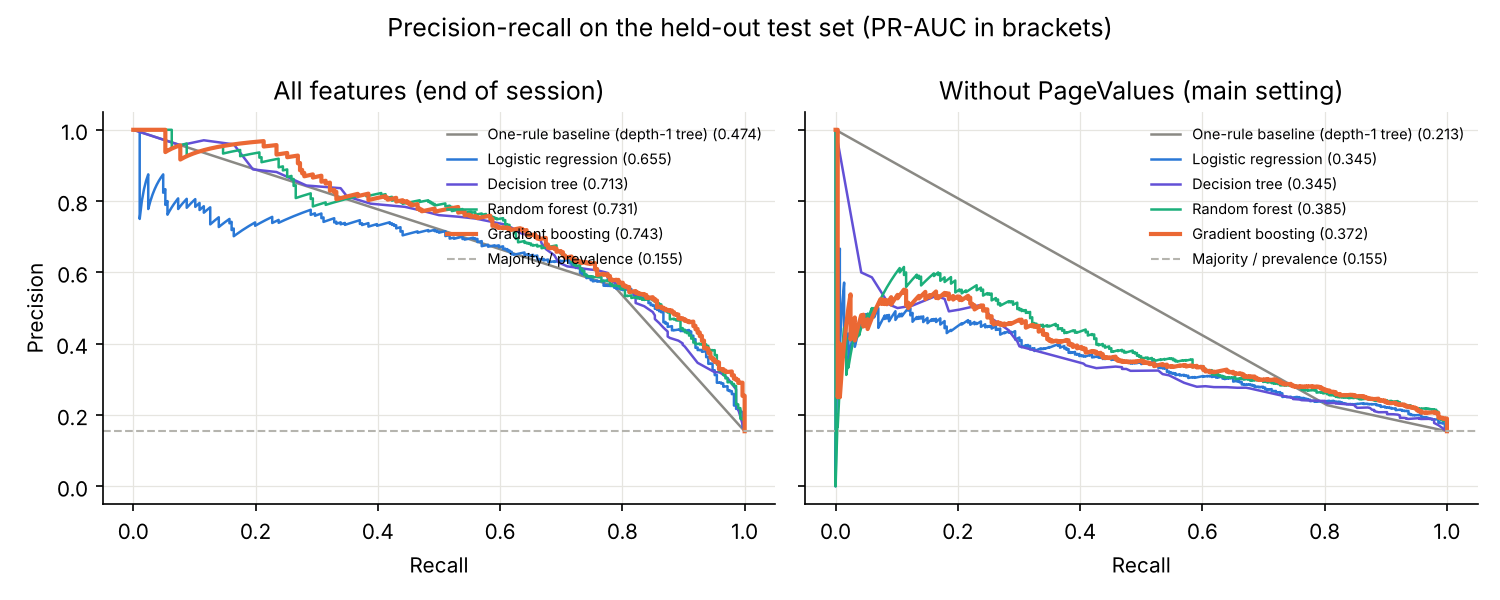 Precision-recall on the held-out test set (PR-AUC in brackets)
All features (end of session)
One-rule baseline (depth-1 tree) (0.474)
Logistic regression (0.655)
Decision tree (0.713)
Random forest (0.731)
Gradient boosting (0.743)
Majority / prevalence (0.155)
Precision
1.0
0.8
0.6
0.4
0.2
0.0
0.0 0.2 0.4 0.6 0.8 1.0
Recall
Without PageValues (main setting)
One-rule baseline (depth-1 tree) (0.213)
Logistic regression (0.345)
Decision tree (0.345)
Random forest (0.385)
Gradient boosting (0.372)
Majority / prevalence (0.155)
0.0 0.2 0.4 0.6 0.8 1.0
Recall